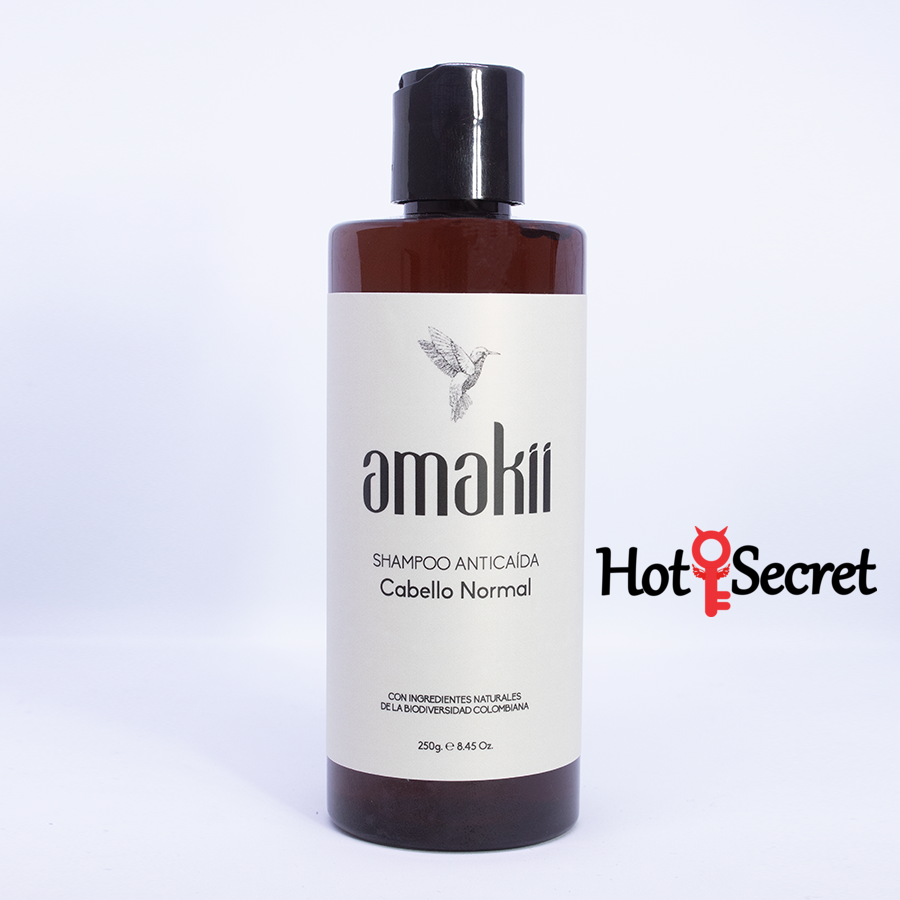 amakii
SHAMPOO ANTICAÍDA
Cabello Normal
CON INGREDIENTES NATURALES
DE LA BIODIVERSIDAD COLOMBIANA
250g. ℮ 8.45 Oz.
Hot Secret